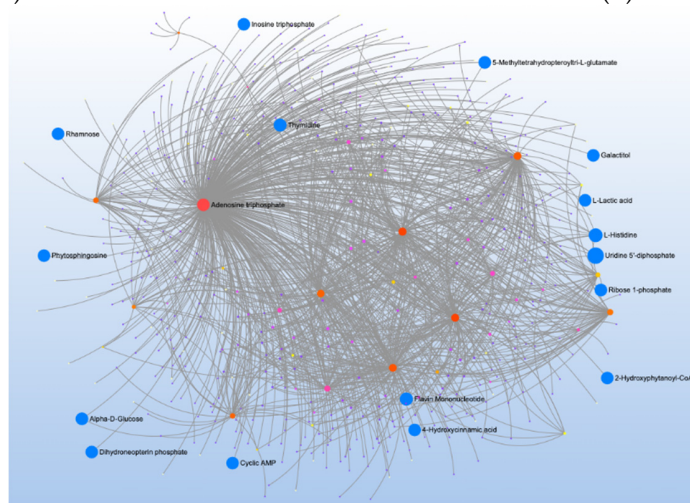 Inosine triphosphate
5-Methyltetrahydropteroyltri-L-glutamate
Thymidine
Rhamnose
Galactitol
L-Lactic acid
Adenosine triphosphate
L-Histidine
Uridine 5'-diphosphate
Phytosphingosine
Ribose 1-phosphate
2-Hydroxyphytanoyl-CoA
Flavin Mononucleotide
Alpha-D-Glucose
4-Hydroxycinnamic acid
Dihydroneopterin phosphate
Cyclic AMP